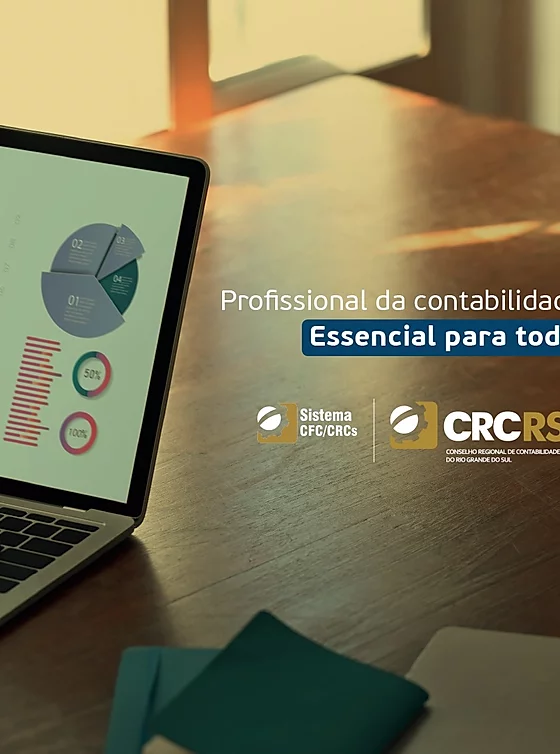 Profissional da contabilidad
Essencial para tod
Sistema
CFC/CRCs
CRCRS
CONSELHO REGIONAL DE CONTABILIDADE
DO RIO GRANDE DO SUL
02
03
04
01
50%
100%